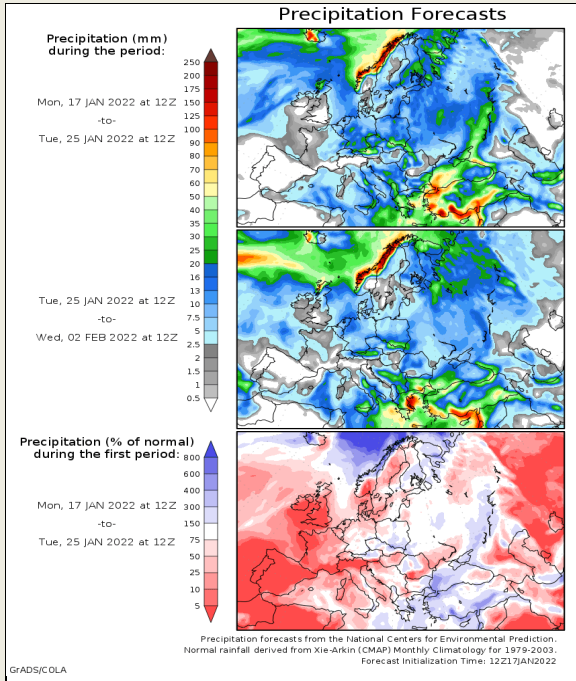 Precipitation Forecasts
Precipitation (mm)
during the period:
250
200
175
150
125
100
90
80
70
60
50
40
35
30
25
20
16
13
10
7.5
5
2.5
2
1.5
1
0.5
Mon, 17 JAN 2022 at 12Z
-to-
Tue, 25 JAN 2022 at 12Z
Tue, 25 JAN 2022 at 12Z
-to-
Wed, 02 FEB 2022 at 12Z
Precipitation (% of normal)
during the first period:
800
600
400
300
150
75
50
25
10
5
Mon, 17 JAN 2022 at 12Z
-to-
Tue, 25 JAN 2022 at 12Z
Precipitation forecasts from the National Centers for Environmental Prediction.
Normal rainfall derived from Xie-Arkin (CMAP) Monthly Climatology for 1979-2003.
Forecast Initialization Time: 12Z17JAN2022
GrADS/COLA